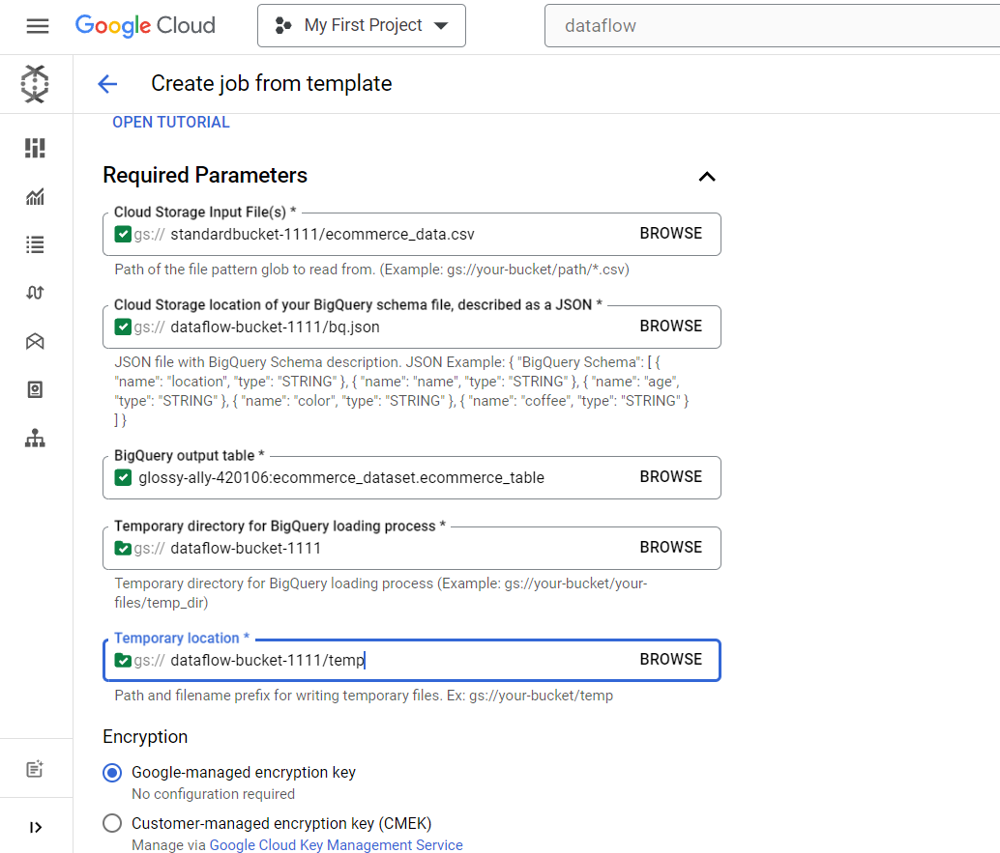 Google Cloud
My First Project
dataflow
Create job from template
OPEN TUTORIAL
Required Parameters
Cloud Storage Input File(s) *
gs:// standardbucket-1111/ecommerce_data.csv
BROWSE
Path of the file pattern glob to read from. (Example: gs://your-bucket/path/*.csv)
Cloud Storage location of your BigQuery schema file, described as a JSON *
gs:// dataflow-bucket-1111/bq.json
BROWSE
JSON file with BigQuery Schema description. JSON Example: { "BigQuery Schema": [ {
"name": "location", "type": "STRING" }, { "name": "name", "type": "STRING" }, { "name": "age",
"type": "STRING" }, { "name": "color", "type": "STRING" }, { "name": "coffee", "type": "STRING" }
] }
BigQuery output table *
glossy-ally-420106:ecommerce_dataset.ecommerce_table
BROWSE
Temporary directory for BigQuery loading process *
gs:// dataflow-bucket-1111
BROWSE
Temporary directory for BigQuery loading process (Example: gs://your-bucket/your-
files/temp_dir)
Temporary location *
gs:// dataflow-bucket-1111/temp
BROWSE
Path and filename prefix for writing temporary files. Ex: gs://your-bucket/temp
Encryption
Google-managed encryption key
No configuration required
Customer-managed encryption key (CMEK)
Manage via Google Cloud Key Management Service